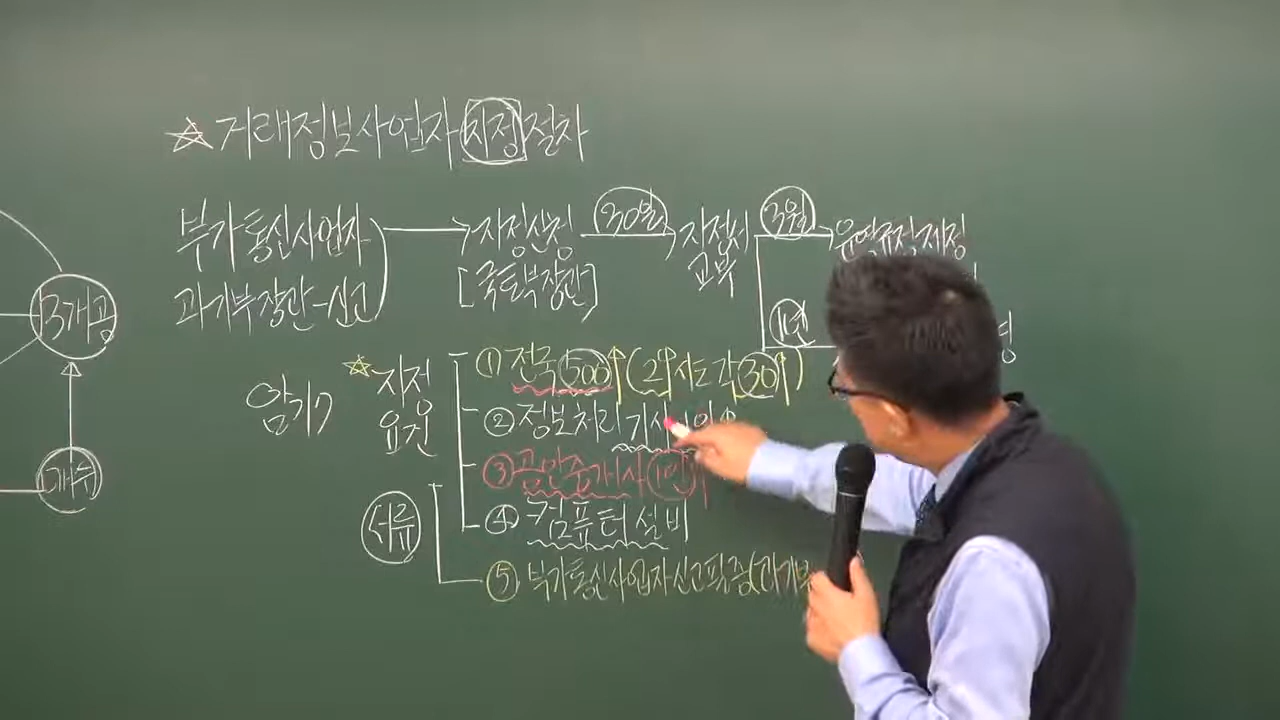 ☆ 거래정보사업자 지정 절차
부가통신사업자 → 지정신청 30일 지정서 3월 운영규정제정
과기부장관-신고 [국토부장관] 교부
3개공
1년
☆ 지정 ① 전국 500↑ (2↑ 시·도 각 30↑)
암기 요건 ② 정보처리기사 1인↑
③ 공인중개사 1인↑
개수
서류 ④ 컴퓨터설비
⑤ 부가통신사업자신고필증(과기부